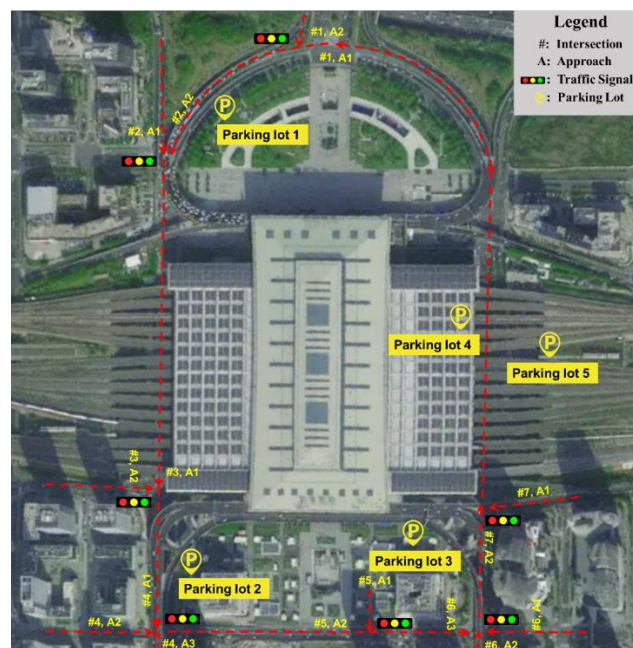 Legend
#: Intersection
A: Approach
: Traffic Signal
P : Parking Lot
#1, A2
#1, A1
#2, A2
P
Parking lot 1
#2, A1
P
Parking lot 4
P
Parking lot 5
#3, A2
#3, A1
#7, A1
P
Parking lot 3
#7, A2
P
Parking lot 2
#4, A1
#5, A1
#6, A3
#6, A1
#4, A2
#5, A2
#4, A3
#6, A2